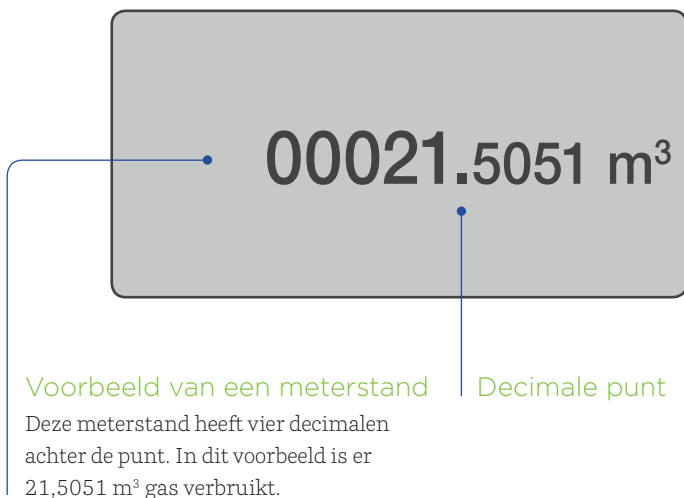 00021.5051 m³
Voorbeeld van een meterstand
Deze meterstand heeft vier decimalen
achter de punt. In dit voorbeeld is er
21,5051 m³ gas verbruikt.
Decimale punt